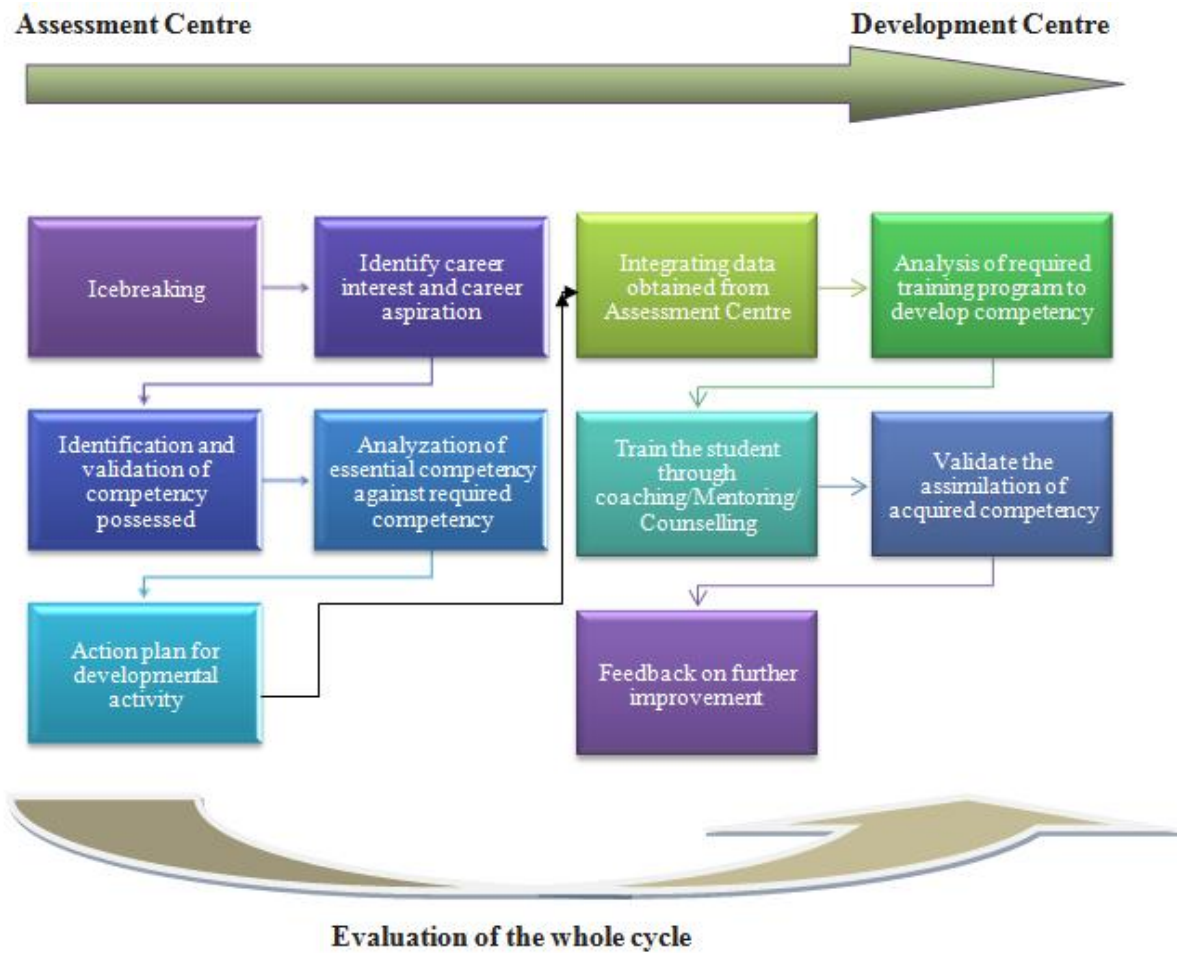 Assessment Centre
Development Centre
Icebreaking
Identify career
interest and career
aspiration
Integrating data
obtained from
Assessment Centre
Analysis of required
training program to
develop competency
Identification and
validation of
competency
possessed
Analyzation of
essential competency
against required
competency
Train the student
through
coaching/Mentoring/
Counselling
Validate the
assimilation of
acquired competency
Action plan for
developmental
activity
Feedback on further
improvement
Evaluation of the whole cycle